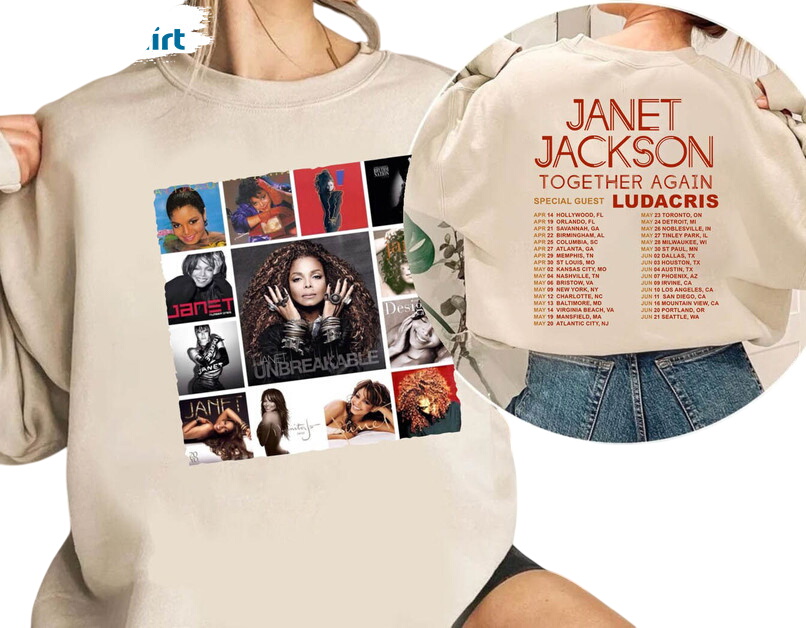 irt
JANET
JACKSON
TOGETHER AGAIN
SPECIAL GUEST LUDACRIS
APR 14 HOLLYWOOD, FL
APR 19 ORLANDO, FL
APR 21 SAVANNAH, GA
APR 22 BIRMINGHAM, AL
APR 25 COLUMBIA, SC
APR 27 ATLANTA, GA
APR 29 MEMPHIS, TN
APR 30 ST LOUIS, MO
MAY 02 KANSAS CITY, MO
MAY 04 NASHVILLE, TN
MAY 06 BRISTOW, VA
MAY 09 NEW YORK, NY
MAY 12 CHARLOTTE, NC
MAY 13 BALTIMORE, MD
MAY 14 VIRGINIA BEACH, VA
MAY 19 MANSFIELD, MA
MAY 20 ATLANTIC CITY, NJ
MAY 23 TORONTO, ON
MAY 24 DETROIT, MI
MAY 26 NOBLESVILLE, IN
MAY 27 TINLEY PARK, IL
MAY 28 MILWAUKEE, WI
MAY 30 ST PAUL, MN
JUN 02 DALLAS, TX
JUN 03 HOUSTON, TX
JUN 04 AUSTIN, TX
JUN 07 PHOENIX, AZ
JUN 09 IRVINE, CA
JUN 10 LOS ANGELES, CA
JUN 11 SAN DIEGO, CA
JUN 16 MOUNTAIN VIEW, CA
JUN 20 PORTLAND, OR
JUN 21 SEATTLE, WA
JANET
Desig
JANET
JANET
UNBREAKABLE
JANET